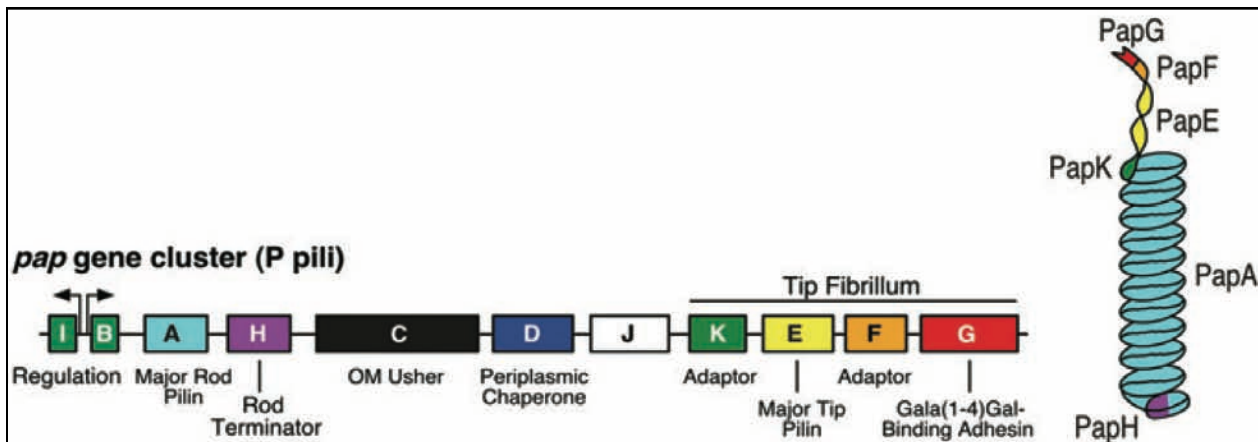 PapG
PapF
PapE
PapK
PapA
PapH
pap gene cluster (P pili)
Tip Fibrillum
I B A H C D J K E F G
Regulation
Major Rod
Pilin
Rod
Terminator
OM Usher
Periplasmic
Chaperone
Adaptor
Major Tip
Pilin
Adaptor
Gala(1-4)Gal-
Binding Adhesin